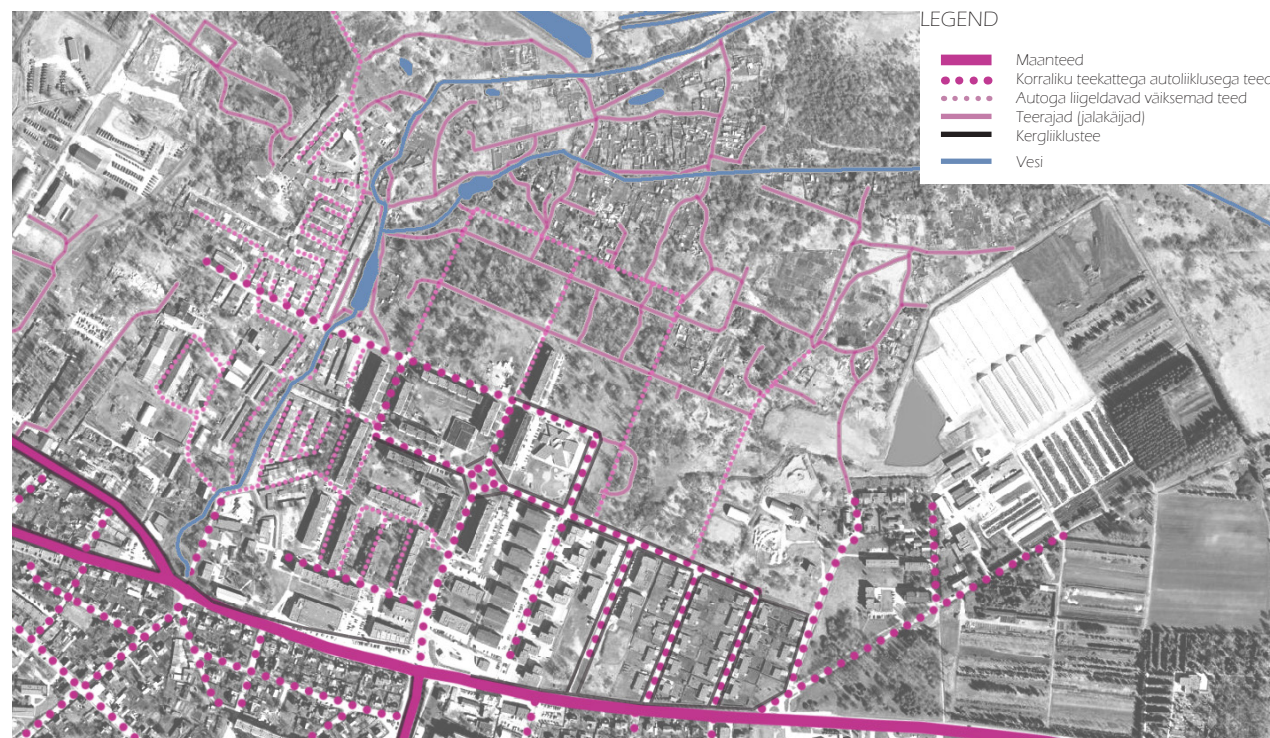 LEGEND
Maanteed
Korraliku teekattega autoliiklusega teed
Autoga liigeldavad väiksemad teed
Teerajad (jalakäijad)
Kergliiklustee
Vesi